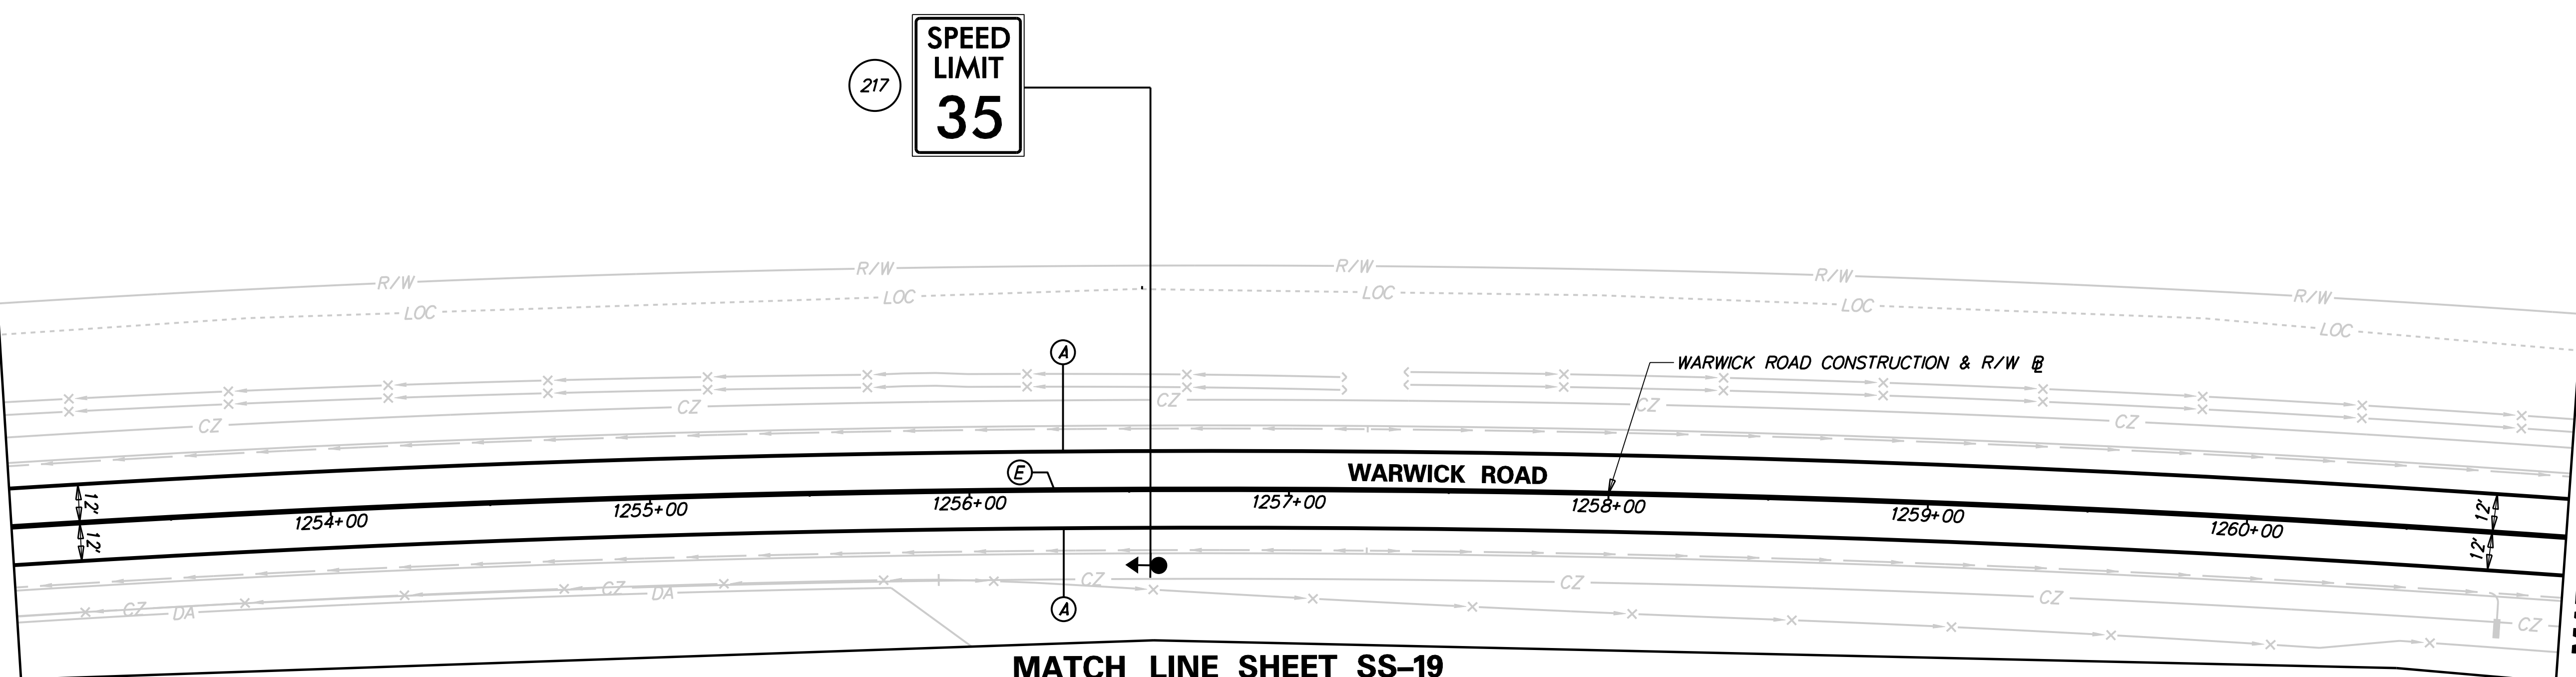 SPEED
LIMIT
35
217
R/W R/W R/W R/W R/W
LOC LOC LOC LOC LOC
A
WARWICK ROAD CONSTRUCTION & R/W BL
CZ CZ CZ CZ CZ
E
WARWICK ROAD
12' 12'
1254+00 1255+00 1256+00 1257+00 1258+00 1259+00 1260+00
12' 12'
CZ CZ CZ CZ CZ CZ
DA DA
A
MATCH LINE SHEET SS-19